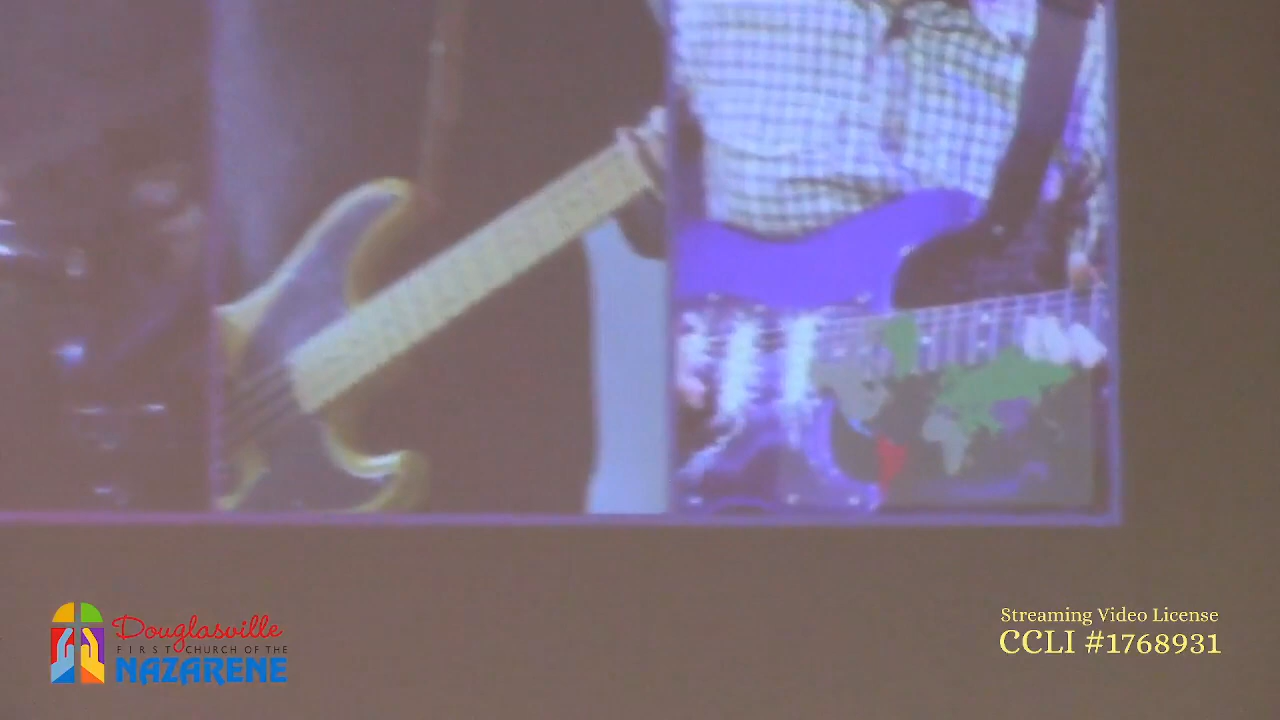 Douglasville
FIRST CHURCH OF THE
NAZARENE
Streaming Video License
CCLI #1768931